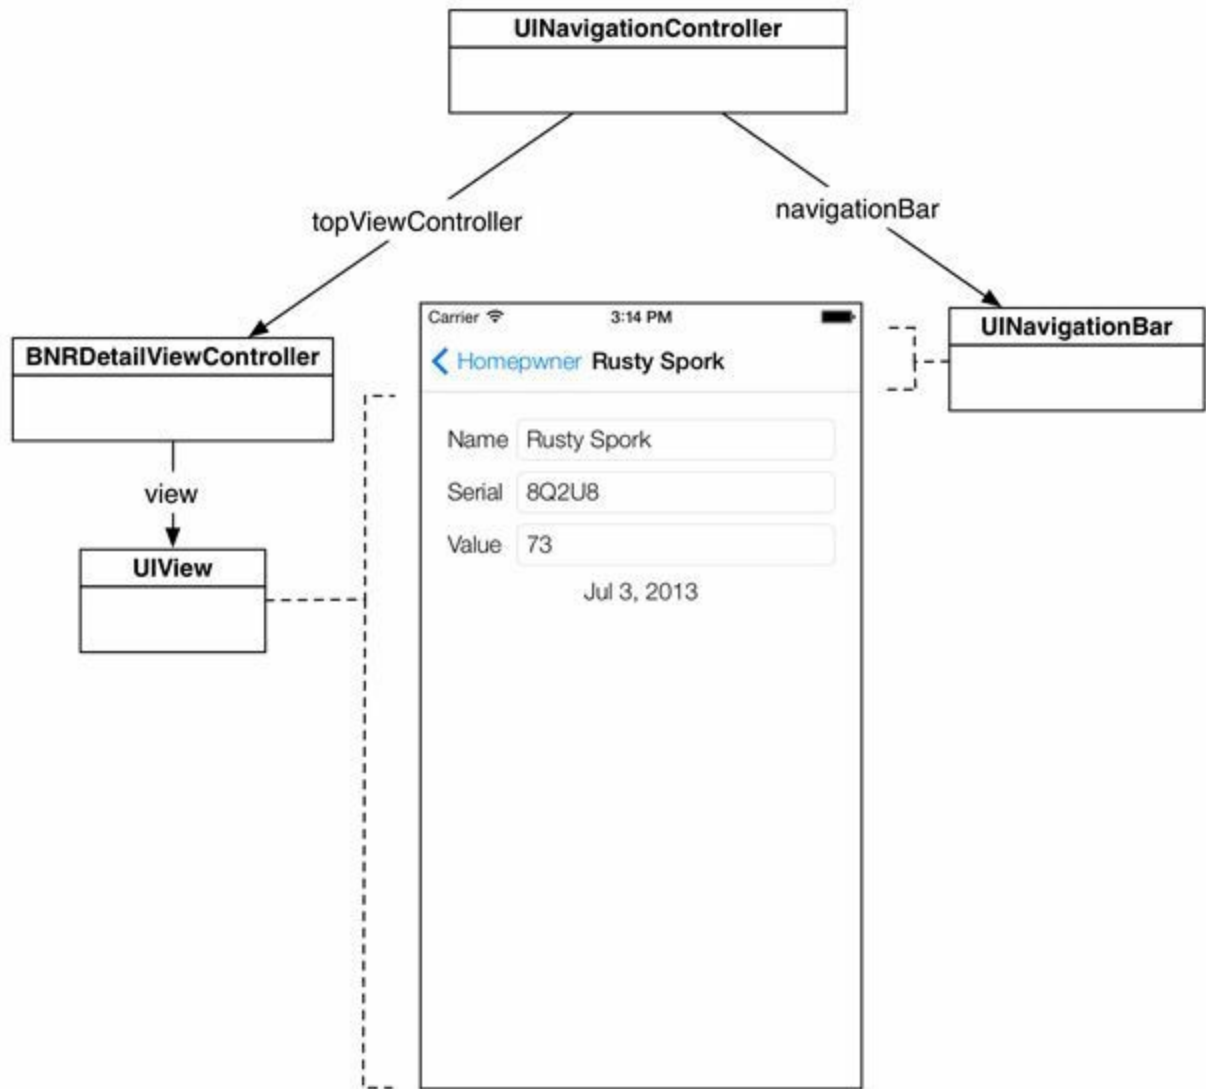 UINavigationController
topViewController
navigationBar
BNRDetailViewController
UINavigationBar
view
UIView
Carrier 3:14 PM
Homepwner Rusty Spork
Name Rusty Spork
Serial 8Q2U8
Value 73
Jul 3, 2013